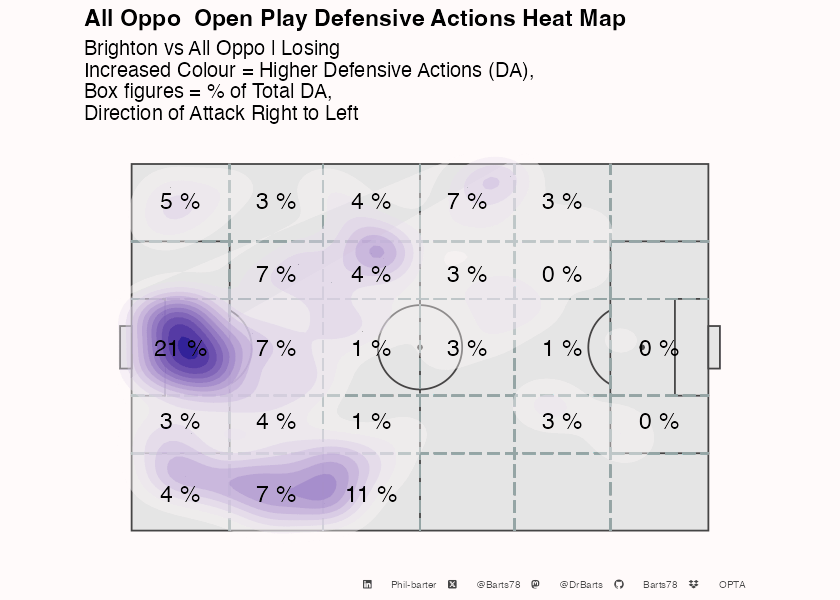 All Oppo  Open Play Defensive Actions Heat Map
Brighton vs All Oppo | Losing
Increased Colour = Higher Defensive Actions (DA),
Box figures = % of Total DA,
Direction of Attack Right to Left
5 % 3 % 4 % 7 % 3 %
7 % 4 % 3 % 0 %
21 % 7 % 1 % 3 % 1 % 0 %
3 % 4 % 1 % 3 % 0 %
4 % 7 % 11 %
Phil-barter @Barts78 @DrBarts Barts78 OPTA